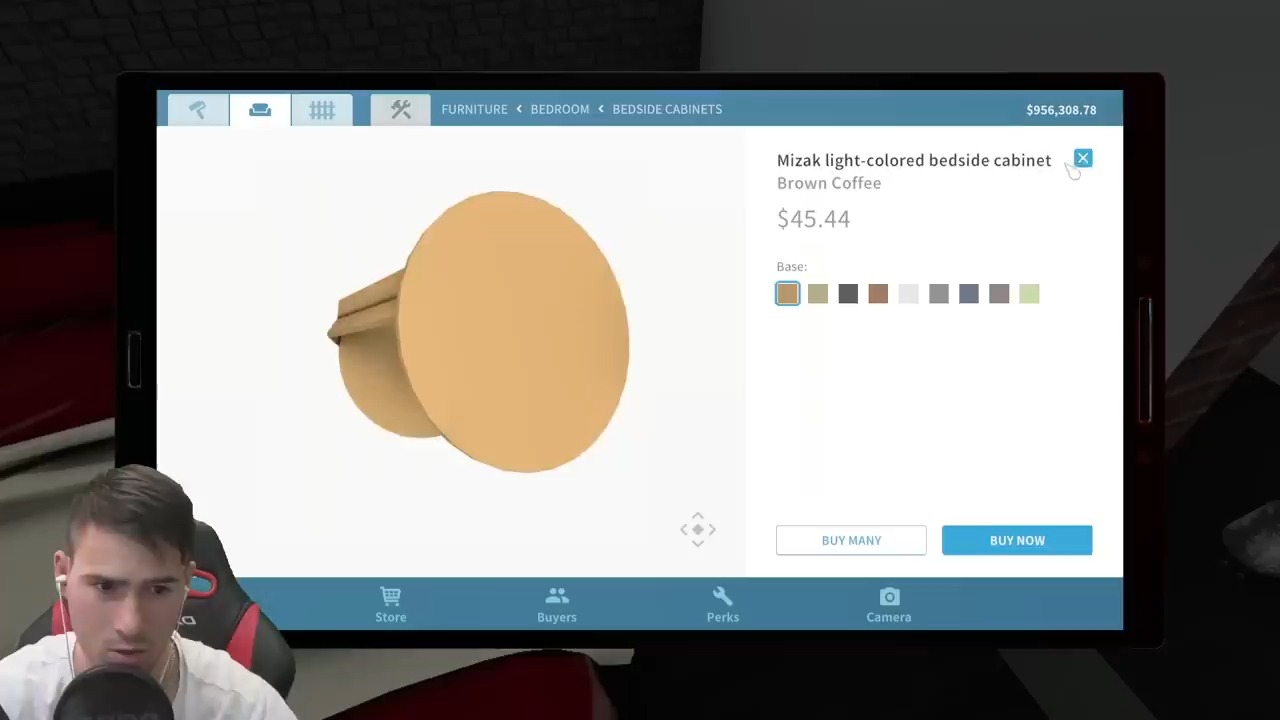 FURNITURE < BEDROOM < BEDSIDE CABINETS
$956,308.78
Mizak light-colored bedside cabinet
Brown Coffee
$45.44
Base:
BUY MANY
BUY NOW
Store
Buyers
Perks
Camera